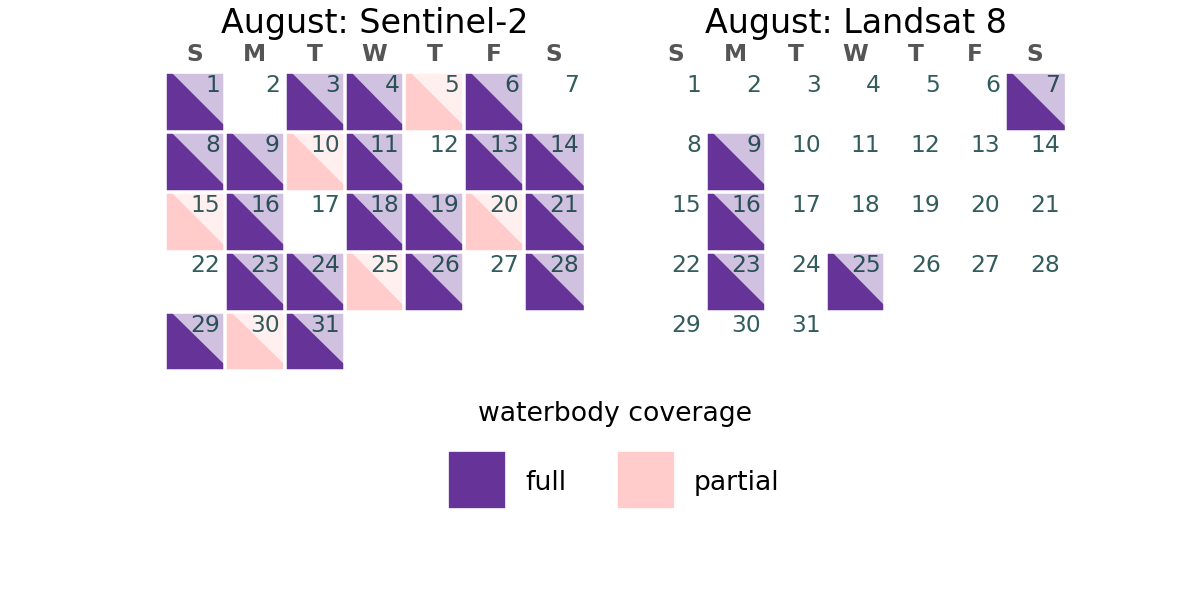 August: Sentinel-2
S M T W T F S
1 2 3 4 5 6 7
8 9 10 11 12 13 14
15 16 17 18 19 20 21
22 23 24 25 26 27 28
29 30 31
August: Landsat 8
S M T W T F S
1 2 3 4 5 6 7
8 9 10 11 12 13 14
15 16 17 18 19 20 21
22 23 24 25 26 27 28
29 30 31
waterbody coverage
full partial